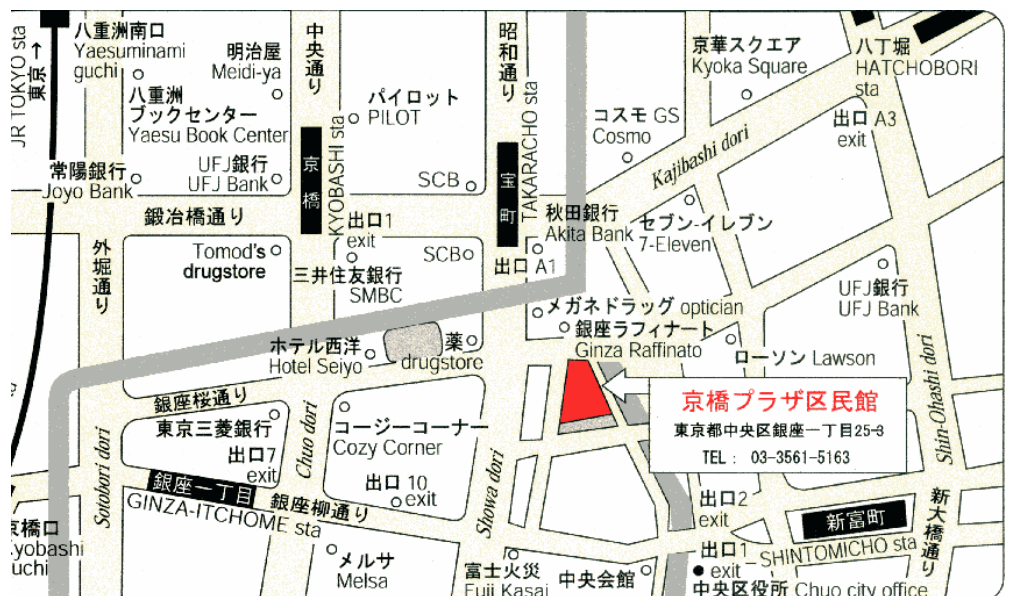 八重洲南口
Yaesuminami
guchi
明治屋
Meidi-ya
八重洲
ブックセンター
Yaesu Book Center
JR TOKYO sta
東京→
常陽銀行
Joyo Bank
UFJ銀行
UFJ Bank
中央通り
京橋
KYOBASHI sta
パイロット
PILOT
SCB
昭和通り
宝町
TAKARACHO sta
コスモ GS
Cosmo
京華スクエア
Kyoka Square
八丁堀
HATCHOBORI
sta
出口 A3
exit
Kajibashi dori
鍛冶橋通り
外堀通り
Tomod's
drugstore
出口1
exit
三井住友銀行
SMBC
SCB
出口 A1
秋田銀行
Akita Bank
セブン-イレブン
7-Eleven
UFJ銀行
UFJ Bank
メガネドラッグ optician
銀座ラフィナート
Ginza Raffinato
ローソン Lawson
ホテル西洋
Hotel Seiyo
薬
drugstore
京橋プラザ区民館
東京都中央区銀座一丁目25-3
TEL： 03-3561-5163
Shin-Ohashi dori
銀座桜通り
東京三菱銀行
出口7
exit
Chuo dori
コージーコーナー
Cozy Corner
出口 10
exit
Sotobori dori
銀座一丁目
GINZA-ITCHOME sta
銀座柳通り
Showa dori
出口2
exit
新富町
SHINTOMICHO sta
新大橋通り
京橋口
yobashi
uchi
メルサ
Melsa
富士火災
Fuji Kasai
中央会館
出口1
exit
中央区役所 Chuo city office